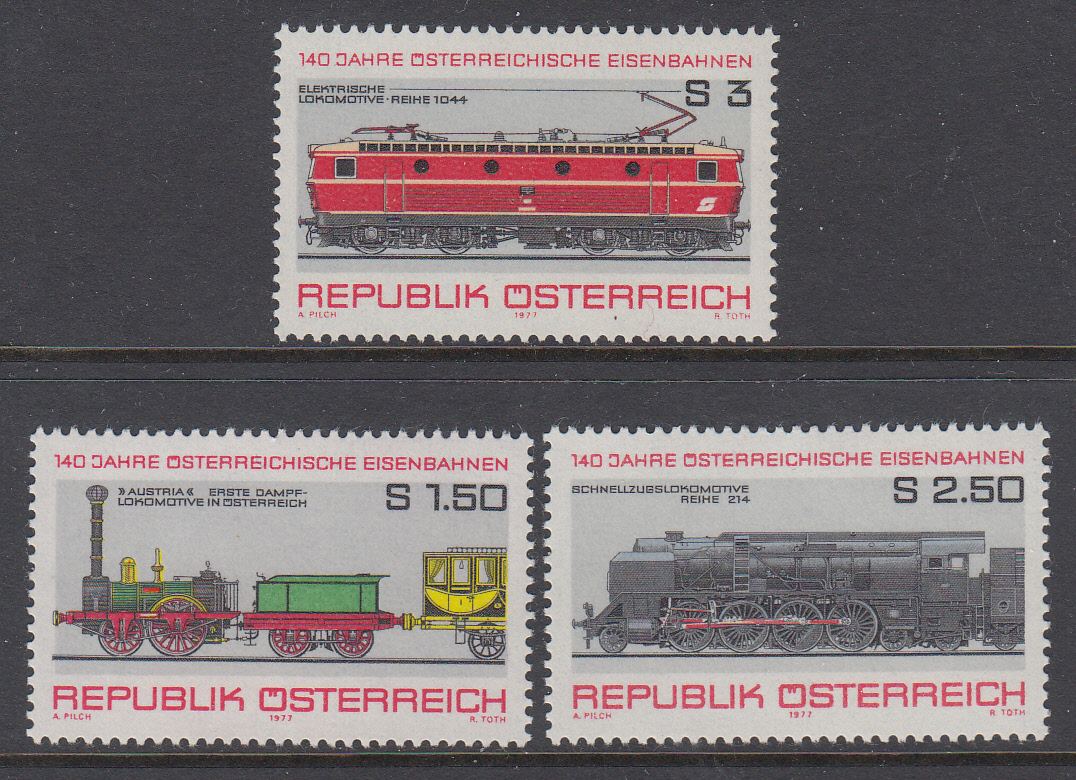 140 JAHRE ÖSTERREICHISCHE EISENBAHNEN
ELEKTRISCHE
LOKOMOTIVE · REIHE 1044
S 3
REPUBLIK ÖSTERREICH
A. PILCH 1977 R. TOTH
140 JAHRE ÖSTERREICHISCHE EISENBAHNEN
»AUSTRIA« ERSTE DAMPF-
LOKOMOTIVE IN ÖSTERREICH
S 1.50
REPUBLIK ÖSTERREICH
A. PILCH 1977 R. TOTH
140 JAHRE ÖSTERREICHISCHE EISENBAHNEN
SCHNELLZUGSLOKOMOTIVE
REIHE 214
S 2.50
REPUBLIK ÖSTERREICH
A. PILCH 1977 R. TOTH